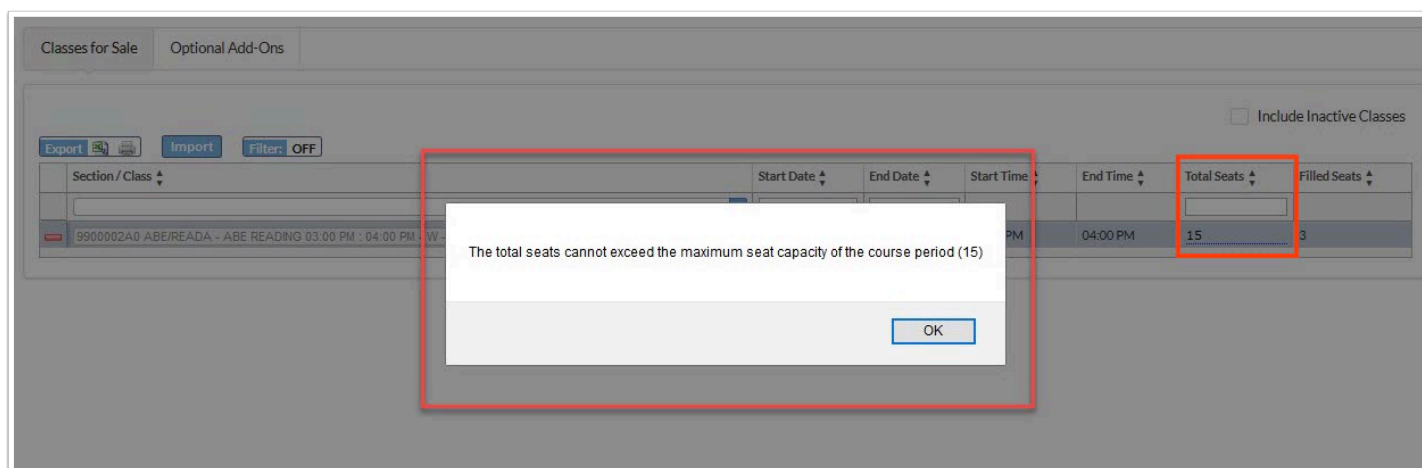 Classes for Sale Optional Add-Ons
Include Inactive Classes
Export Import Filter: OFF
Section / Class Start Date End Date Start Time End Time Total Seats Filled Seats
9900002A0 ABE/READA - ABE READING 03:00 PM : 04:00 PM - W - PM 04:00 PM 15 3
The total seats cannot exceed the maximum seat capacity of the course period (15)
OK